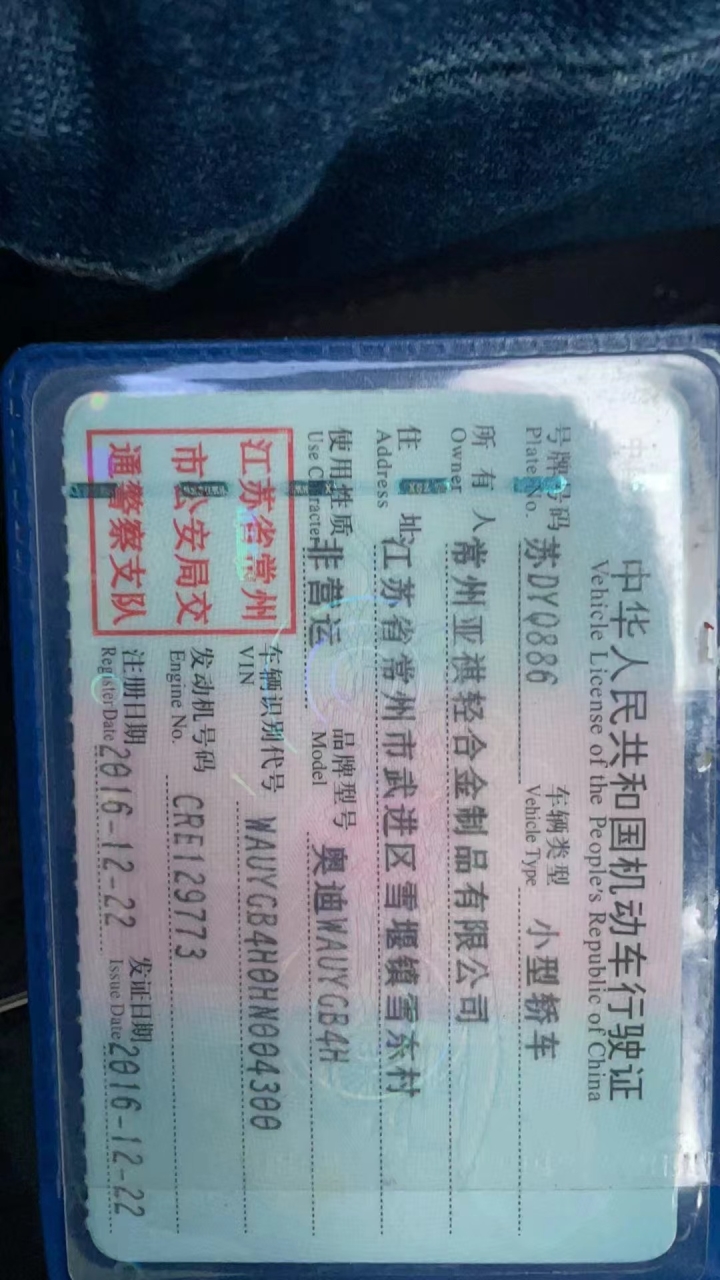 中华人民共和国机动车行驶证
Vehicle License of the People's Republic of China
号牌号码 苏DYQ886 车辆类型 小型轿车
Plate No. Vehicle Type
所有人 常州亚祺轻合金制品有限公司
Owner
住址 江苏省常州市武进区雪堰镇雪东村
Address
使用性质 非营运 品牌型号 奥迪WAUYGB4H
Use Character Model
江苏省常州
市公安局交
通警察支队
车辆识别代号 WAUYGB4H0HN004300
VIN
发动机号码 CRE129773
Engine No.
注册日期 2016-12-22 发证日期 2016-12-22
Register Date Issue Date